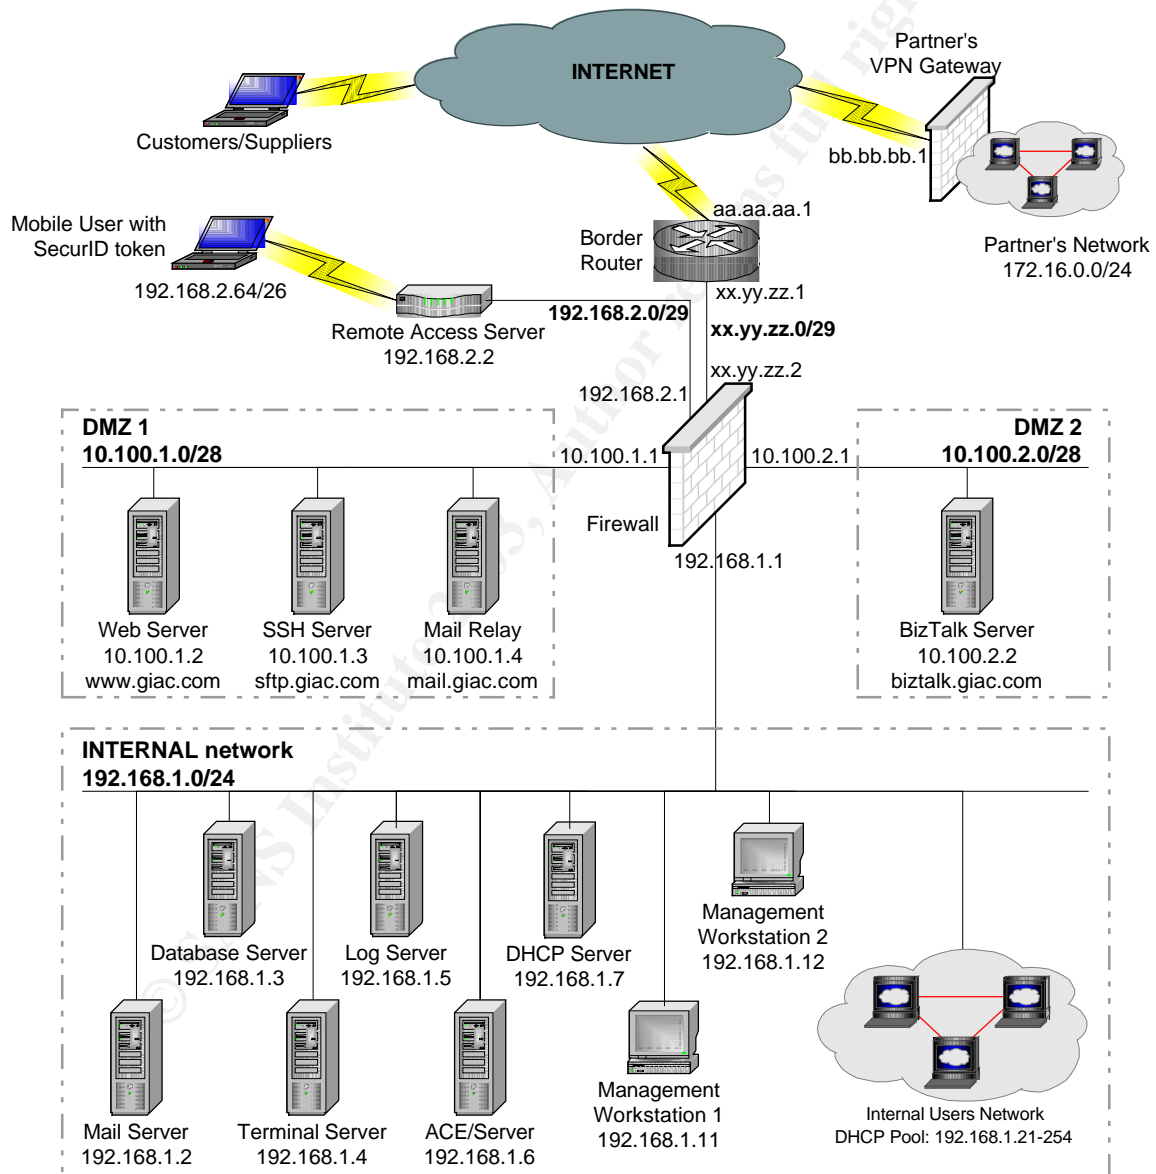 INTERNET
Partner's
VPN Gateway
Customers/Suppliers
bb.bb.bb.1
aa.aa.aa.1
Mobile User with
SecurID token
Border
Router
Partner's Network
172.16.0.0/24
192.168.2.64/26
xx.yy.zz.1
192.168.2.0/29
xx.yy.zz.0/29
Remote Access Server
192.168.2.2
xx.yy.zz.2
192.168.2.1
DMZ 1
10.100.1.0/28
10.100.1.1
10.100.2.1
DMZ 2
10.100.2.0/28
Firewall
192.168.1.1
Web Server
10.100.1.2
www.giac.com
SSH Server
10.100.1.3
sftp.giac.com
Mail Relay
10.100.1.4
mail.giac.com
BizTalk Server
10.100.2.2
biztalk.giac.com
INTERNAL network
192.168.1.0/24
Database Server
192.168.1.3
Log Server
192.168.1.5
DHCP Server
192.168.1.7
Management
Workstation 2
192.168.1.12
Mail Server
192.168.1.2
Terminal Server
192.168.1.4
ACE/Server
192.168.1.6
Management
Workstation 1
192.168.1.11
Internal Users Network
DHCP Pool: 192.168.1.21-254
© SANS Institute 20 Author re ns full righ